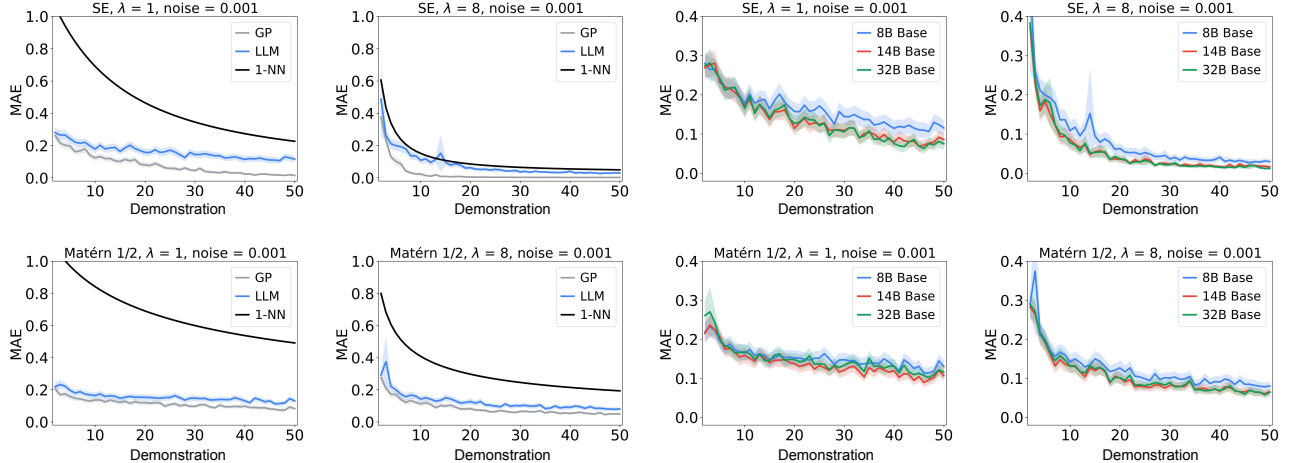 SE, λ = 1, noise = 0.001
MAE
1.0
0.8
0.6
0.4
0.2
0.0
GP
LLM
1-NN
10 20 30 40 50
Demonstration
SE, λ = 8, noise = 0.001
MAE
1.0
0.8
0.6
0.4
0.2
0.0
GP
LLM
1-NN
10 20 30 40 50
Demonstration
SE, λ = 1, noise = 0.001
MAE
0.4
0.3
0.2
0.1
0.0
8B Base
14B Base
32B Base
10 20 30 40 50
Demonstration
SE, λ = 8, noise = 0.001
MAE
0.4
0.3
0.2
0.1
0.0
8B Base
14B Base
32B Base
10 20 30 40 50
Demonstration
Matérn 1/2, λ = 1, noise = 0.001
MAE
1.0
0.8
0.6
0.4
0.2
0.0
GP
LLM
1-NN
10 20 30 40 50
Demonstration
Matérn 1/2, λ = 8, noise = 0.001
MAE
1.0
0.8
0.6
0.4
0.2
0.0
GP
LLM
1-NN
10 20 30 40 50
Demonstration
Matérn 1/2, λ = 1, noise = 0.001
MAE
0.4
0.3
0.2
0.1
0.0
8B Base
14B Base
32B Base
10 20 30 40 50
Demonstration
Matérn 1/2, λ = 8, noise = 0.001
MAE
0.4
0.3
0.2
0.1
0.0
8B Base
14B Base
32B Base
10 20 30 40 50
Demonstration